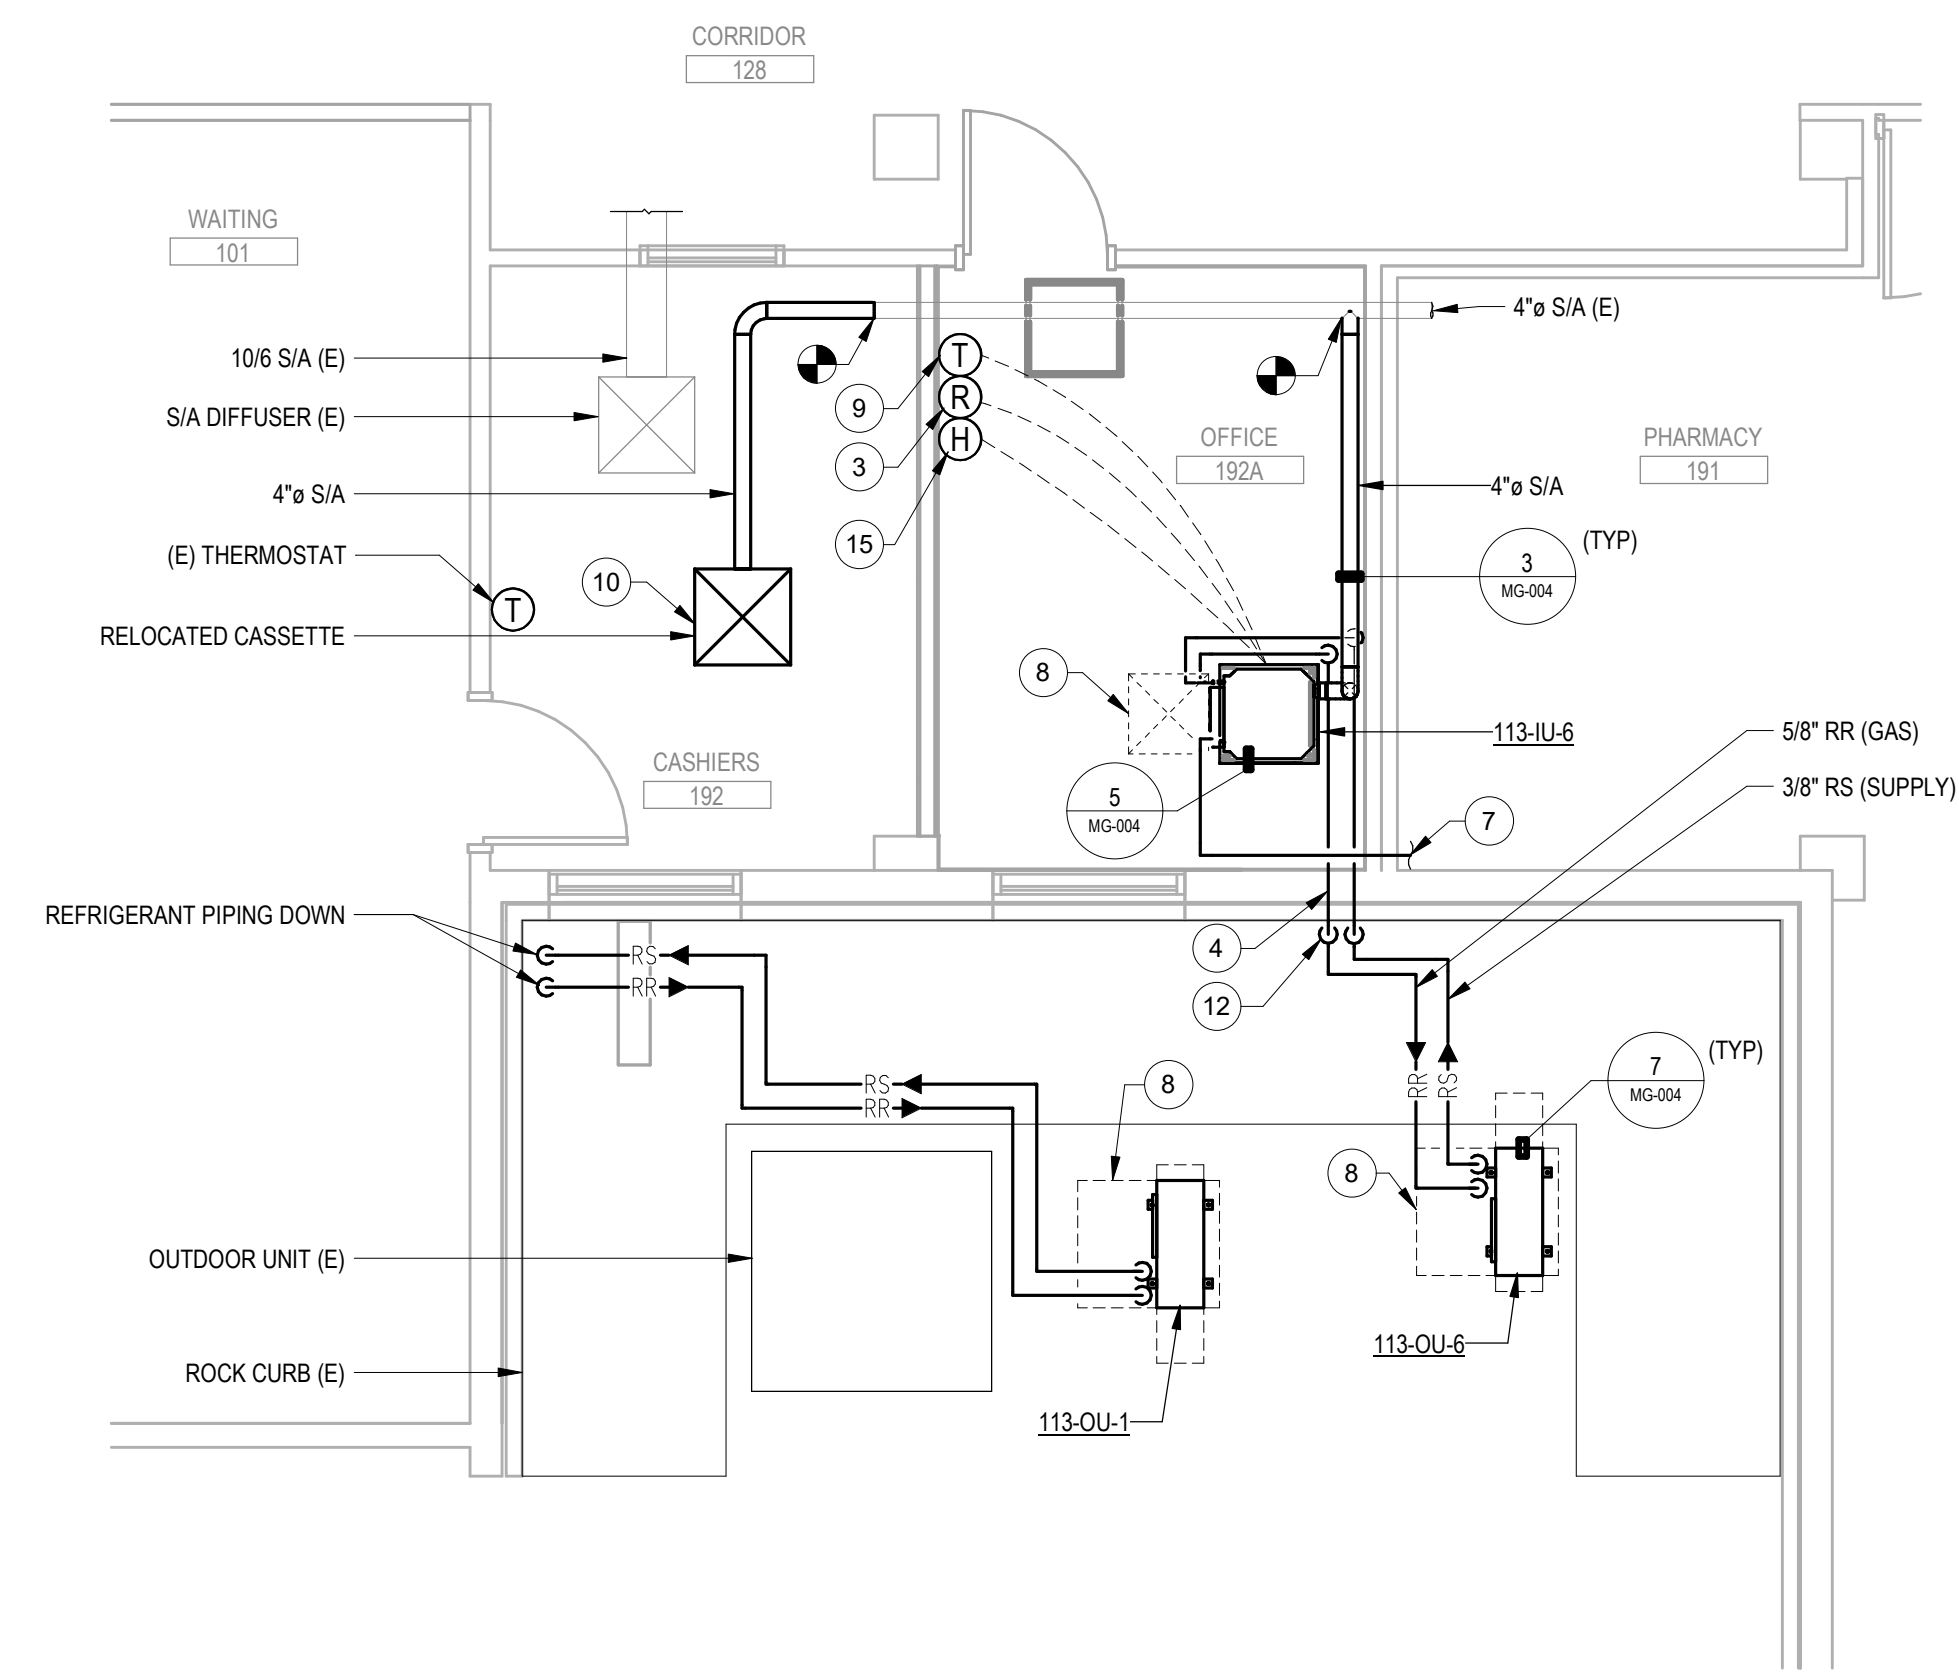 CORRIDOR
128
WAITING
101
10/6 S/A (E)
S/A DIFFUSER (E)
4"ø S/A
(E) THERMOSTAT
RELOCATED CASSETTE
T
10
9
3
15
T
R
H
OFFICE
192A
4"ø S/A (E)
PHARMACY
191
4"ø S/A
3
MG-004
(TYP)
8
113-IU-6
CASHIERS
192
5
MG-004
7
5/8" RR (GAS)
3/8" RS (SUPPLY)
REFRIGERANT PIPING DOWN
RS
RR
4
12
RS
RR
8
RR
RS
7
MG-004
(TYP)
8
OUTDOOR UNIT (E)
ROCK CURB (E)
113-OU-6
113-OU-1